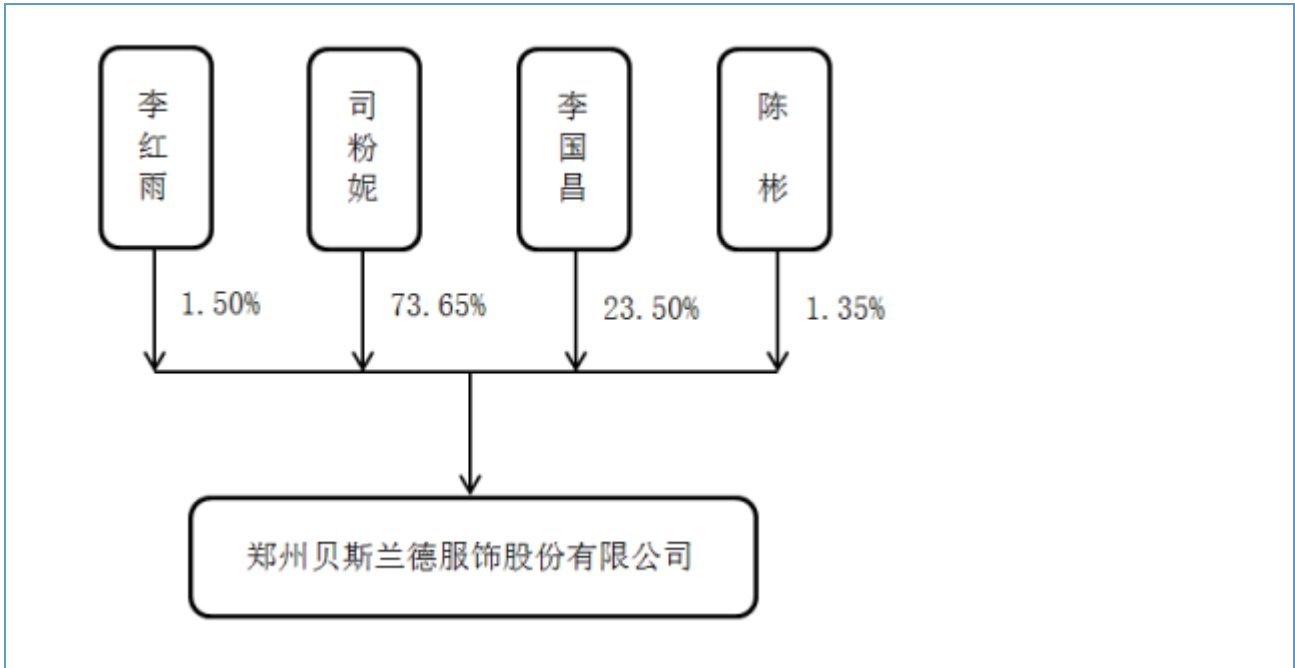 李红雨
司粉妮
李国昌
陈彬
1.50%
73.65%
23.50%
1.35%
郑州贝斯兰德服饰股份有限公司